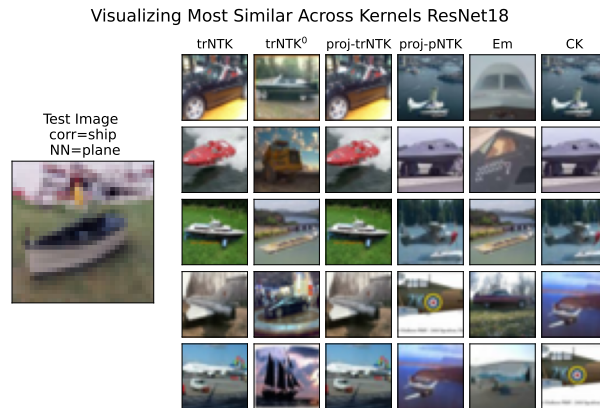 Visualizing Most Similar Across Kernels ResNet18
trNTK trNTK⁰ proj-trNTK proj-pNTK Em CK
Test Image
corr=ship
NN=plane